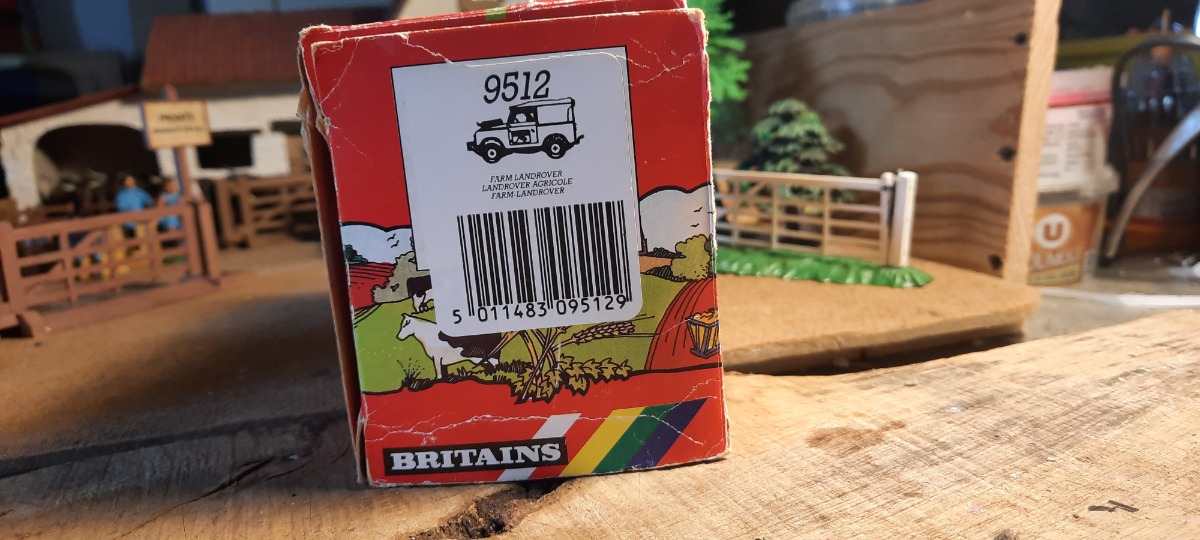 9512
FARM LANDROVER
LANDROVER AGRICOLE
FARM-LANDROVER
5 011483 095129
BRITAINS
U